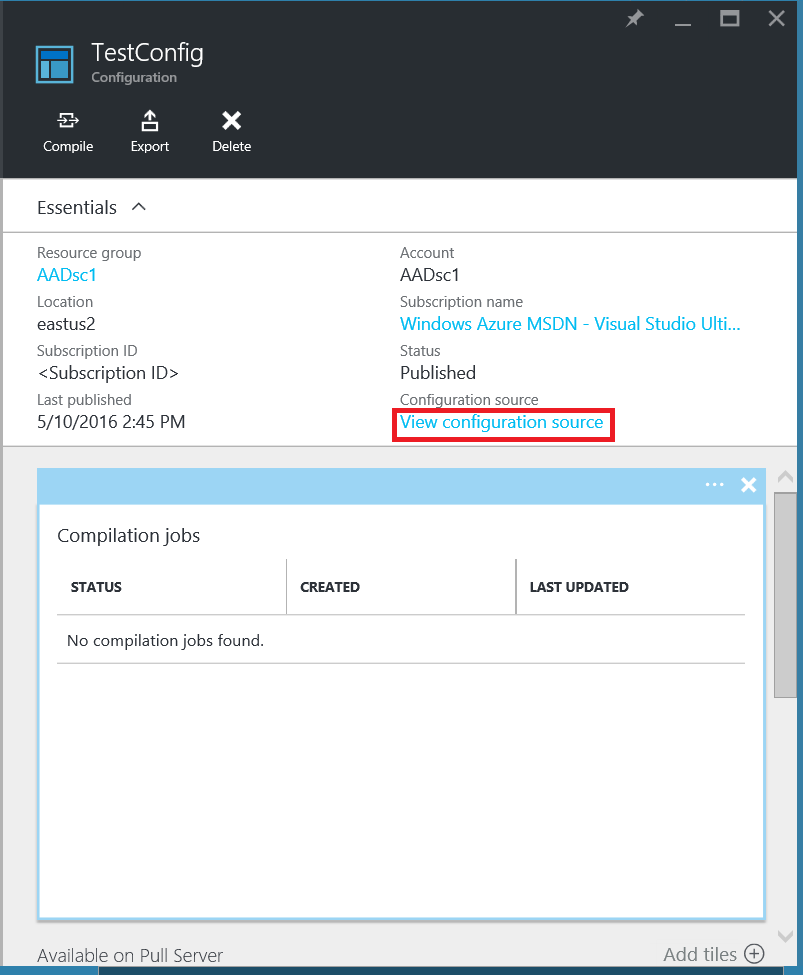 TestConfig
Configuration
Compile Export Delete
Essentials
Resource group Account
AADsc1 AADsc1
Location Subscription name
eastus2 Windows Azure MSDN - Visual Studio Ulti...
Subscription ID Status
<Subscription ID> Published
Last published Configuration source
5/10/2016 2:45 PM View configuration source
...
Compilation jobs
STATUS CREATED LAST UPDATED
No compilation jobs found.
Available on Pull Server Add tiles